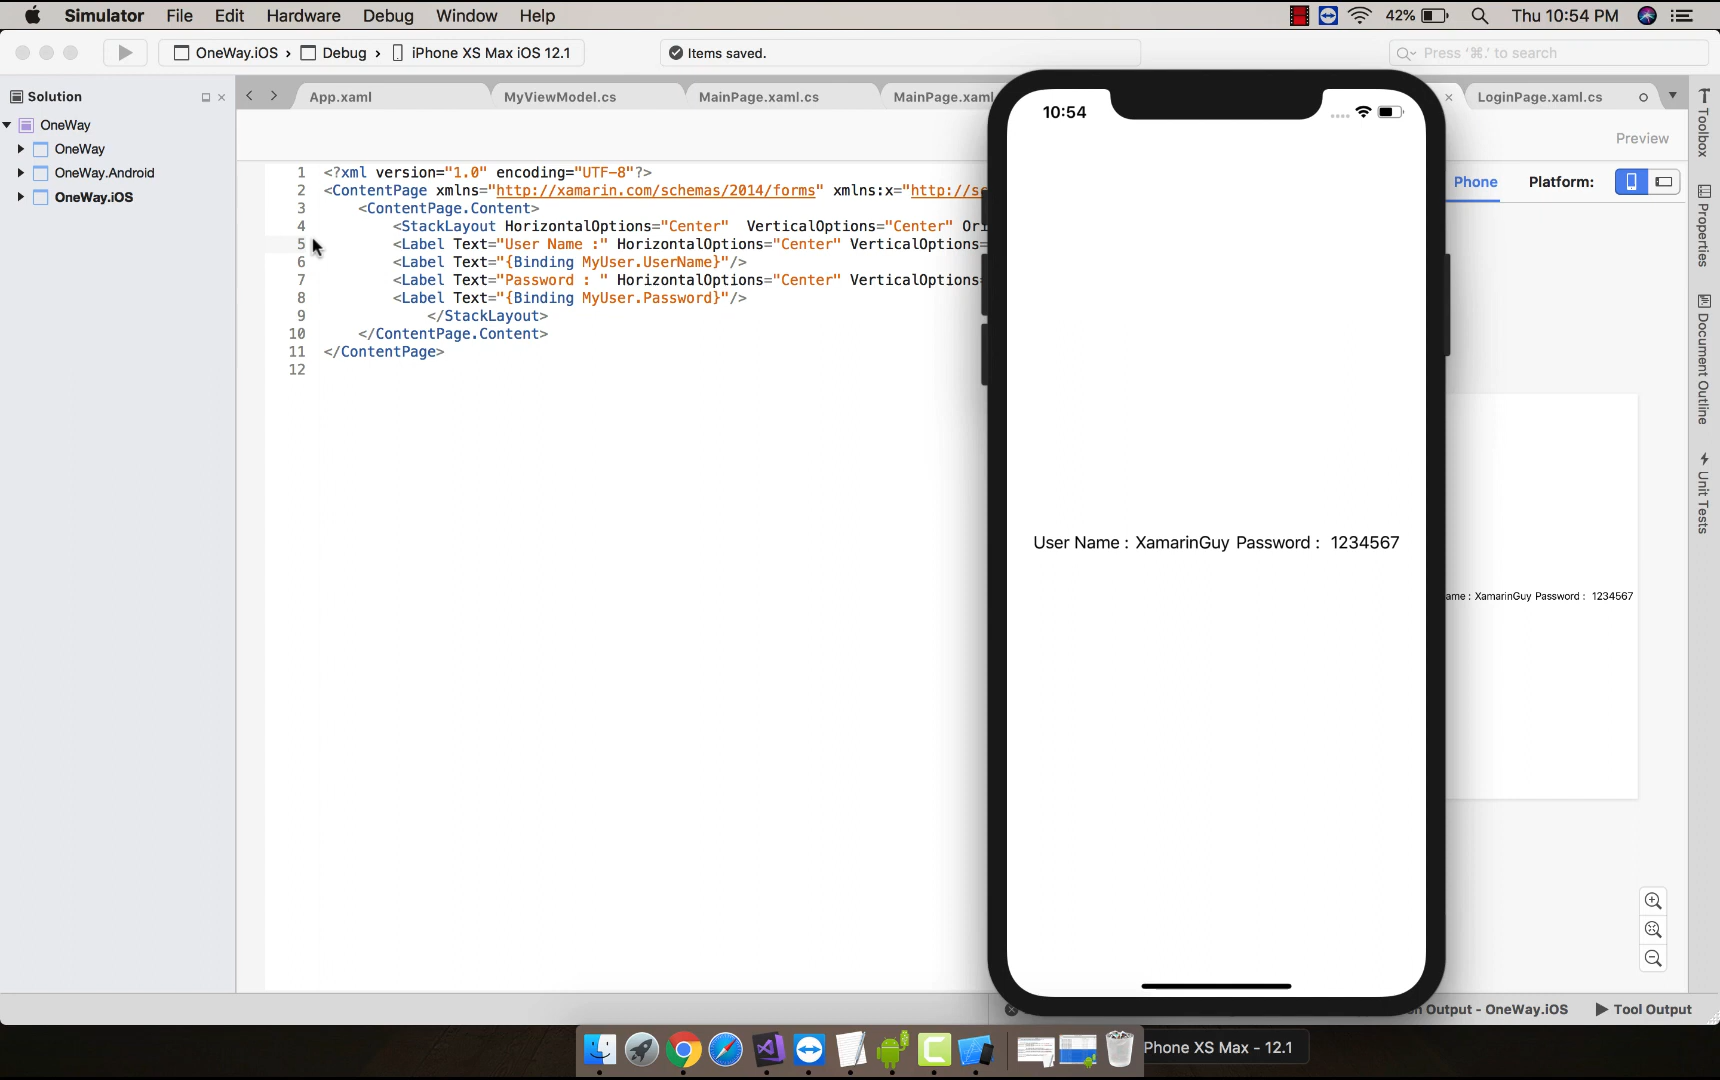 Simulator File Edit Hardware Debug Window Help 42% Thu 10:54 PM
OneWay.iOS › Debug › iPhone XS Max iOS 12.1 Items saved. Press ‘⌘.’ to search
Solution
OneWay
OneWay
OneWay.Android
OneWay.iOS
App.xaml MyViewModel.cs MainPage.xaml.cs MainPage.xaml LoginPage.xaml.cs
Preview
Phone Platform:
1 <?xml version="1.0" encoding="UTF-8"?>
2 <ContentPage xmlns="http://xamarin.com/schemas/2014/forms" xmlns:x="http://s
3 <ContentPage.Content>
4 <StackLayout HorizontalOptions="Center" VerticalOptions="Center" Ori
5 <Label Text="User Name :" HorizontalOptions="Center" VerticalOptions=
6 <Label Text="{Binding MyUser.UserName}"/>
7 <Label Text="Password : " HorizontalOptions="Center" VerticalOptions
8 <Label Text="{Binding MyUser.Password}"/>
9 </StackLayout>
10 </ContentPage.Content>
11 </ContentPage>
12
10:54
User Name : XamarinGuy Password : 1234567
ame : XamarinGuy Password : 1234567
Toolbox
Properties
Document Outline
Unit Tests
n Output - OneWay.iOS Tool Output
Phone XS Max - 12.1